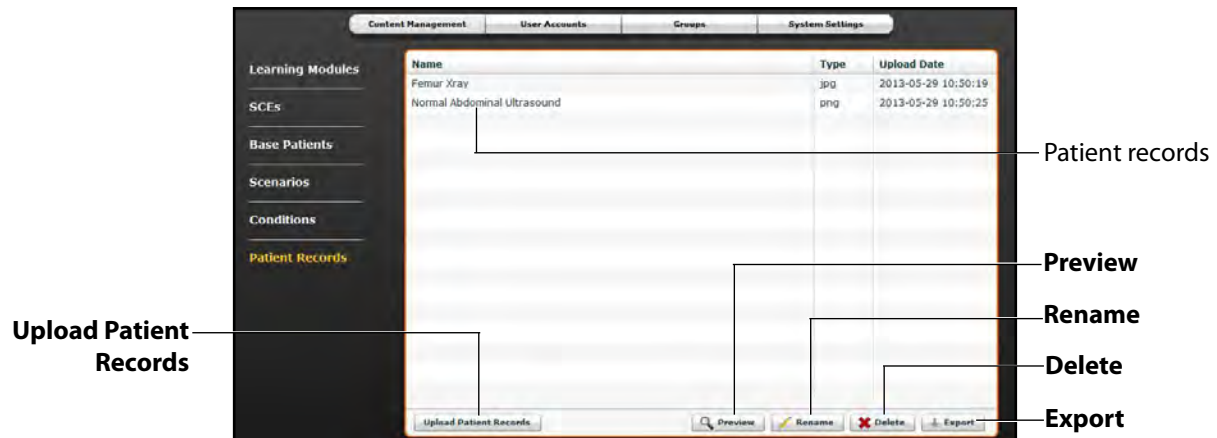 Content Management User Accounts Groups System Settings
Learning Modules
SCEs
Base Patients
Scenarios
Conditions
Patient Records
Name Type Upload Date
Femur Xray jpg 2013-05-29 10:50:19
Normal Abdominal Ultrasound png 2013-05-29 10:50:25
Upload Patient Records Preview Rename Delete Export
Patient records
Preview
Rename
Delete
Export
Upload Patient
Records